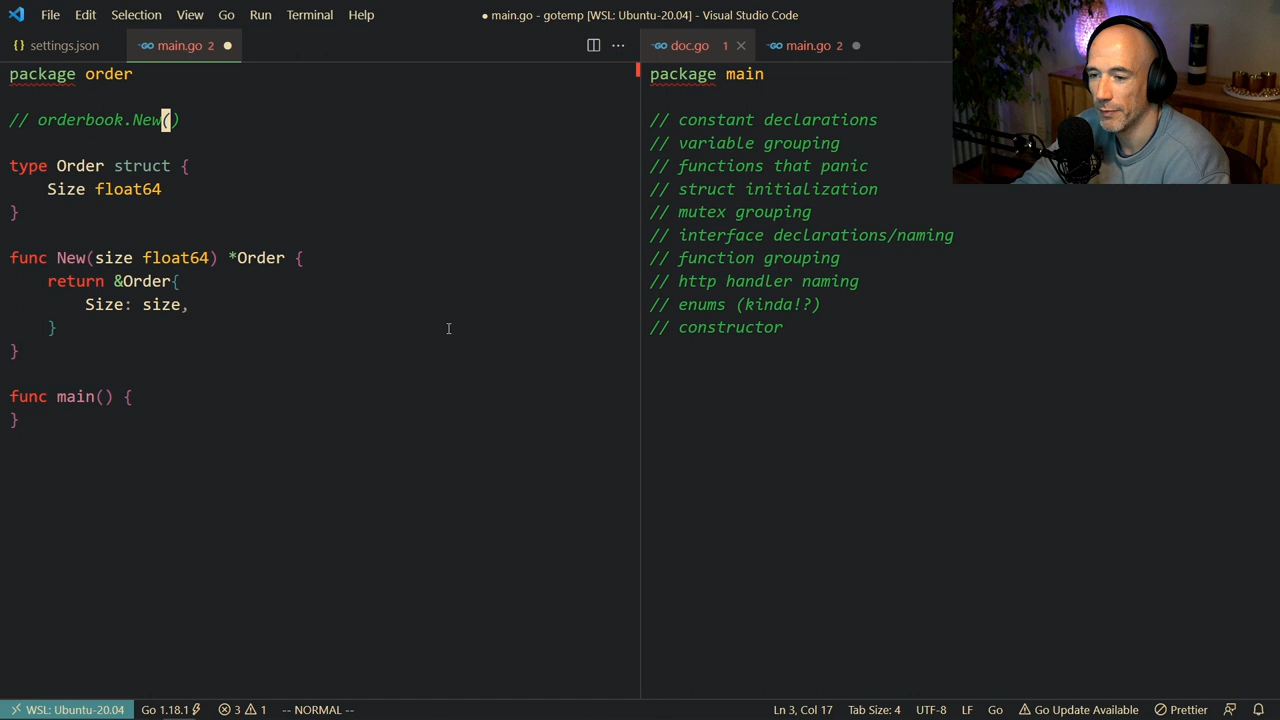 File Edit Selection View Go Run Terminal Help
● main.go - gotemp [WSL: Ubuntu-20.04] - Visual Studio Code
{} settings.json
main.go 2 ●
doc.go 1 ×
main.go 2 ●
package order
// orderbook.New()
type Order struct {
Size float64
}
func New(size float64) *Order {
return &Order{
Size: size,
}
}
func main() {
}
package main
// constant declarations
// variable grouping
// functions that panic
// struct initialization
// mutex grouping
// interface declarations/naming
// function grouping
// http handler naming
// enums (kinda!?)
// constructor
WSL: Ubuntu-20.04 Go 1.18.1 3 1 -- NORMAL -- Ln 3, Col 17 Tab Size: 4 UTF-8 LF Go Go Update Available Prettier